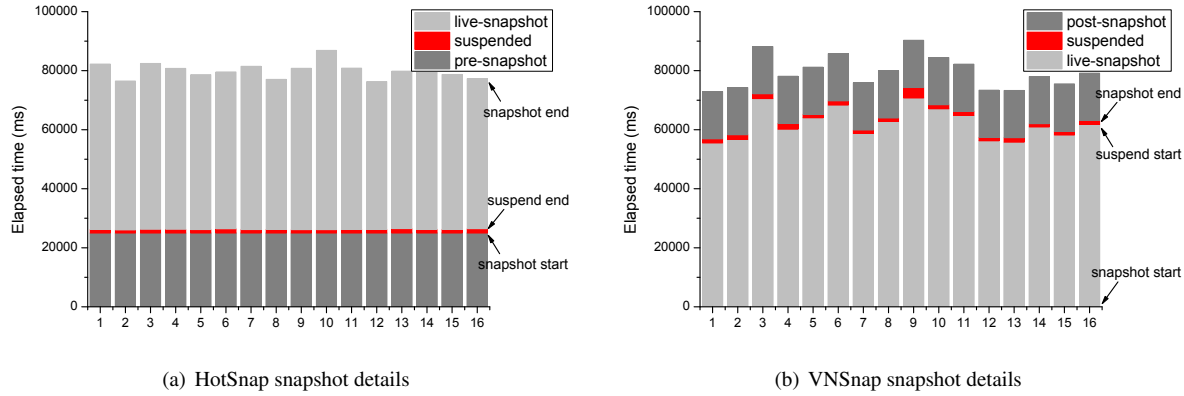 100000
80000
60000
40000
20000
0
Elapsed time (ms)
live-snapshot
suspended
pre-snapshot
snapshot end
suspend end
snapshot start
1 2 3 4 5 6 7 8 9 10 11 12 13 14 15 16
(a) HotSnap snapshot details
100000
80000
60000
40000
20000
0
Elapsed time (ms)
post-snapshot
suspended
live-snapshot
snapshot end
suspend start
snapshot start
1 2 3 4 5 6 7 8 9 10 11 12 13 14 15 16
(b) VNSnap snapshot details